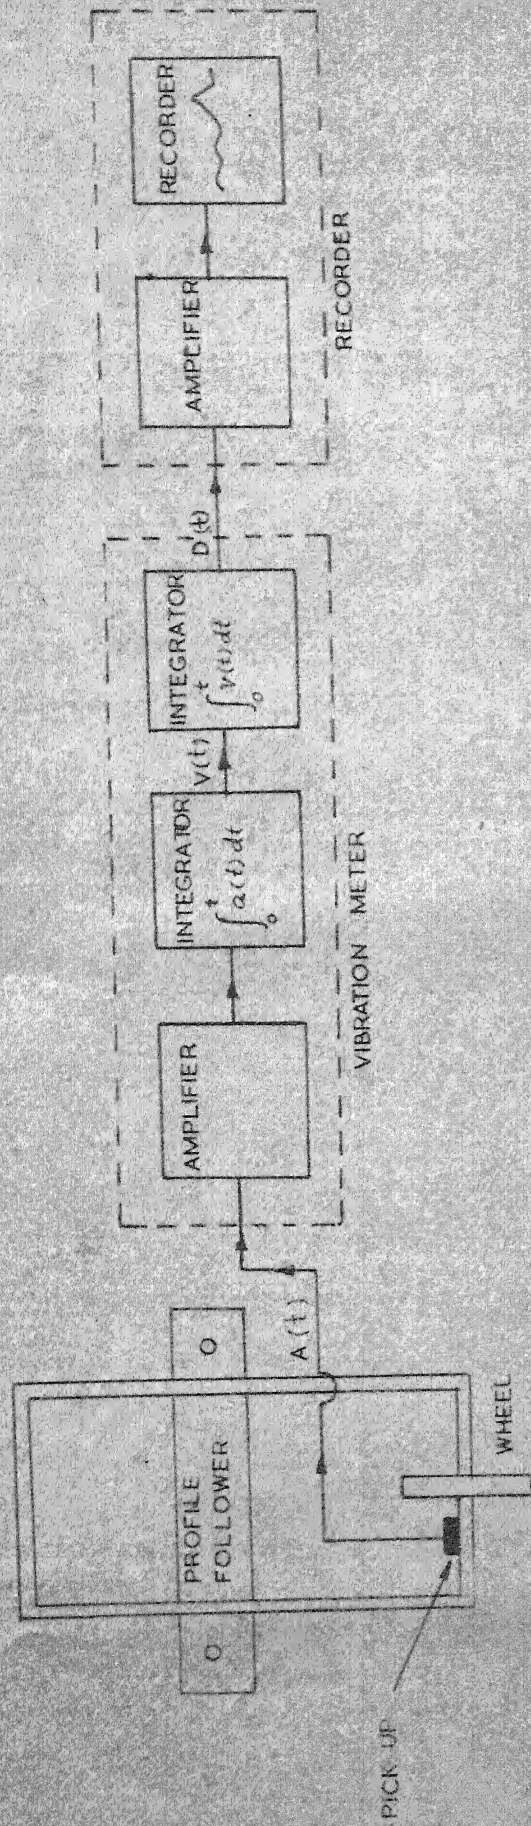 PROFILE
FOLLOWER
O
O
PICK UP
WHEEL
A(t)
AMPLIFIER
INTEGRATOR
∫₀ᵗ a(t) dt
V(t)
INTEGRATOR
∫₀ᵗ v(t) dt
D'(t)
VIBRATION METER
AMPLIFIER
RECORDER
RECORDER